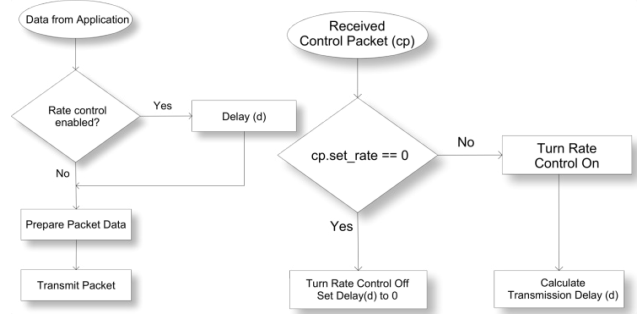 Data from Application
Rate control
enabled?
Yes
Delay (d)
No
Prepare Packet Data
Transmit Packet
Received
Control Packet (cp)
cp.set_rate == 0
No
Turn Rate
Control On
Yes
Turn Rate Control Off
Set Delay(d) to 0
Calculate
Transmission Delay (d)